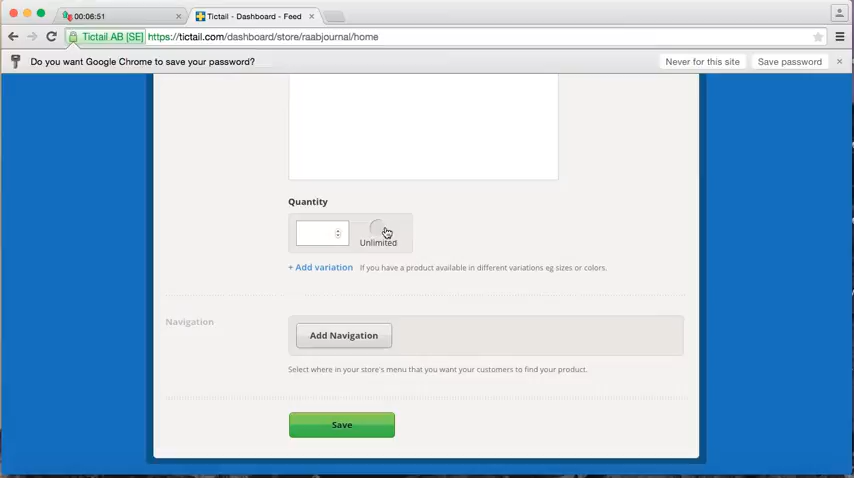 00:06:51
Tictail - Dashboard - Feed
Tictail AB [SE] https://tictail.com/dashboard/store/raabjournal/home
Do you want Google Chrome to save your password?
Never for this site
Save password
Quantity
Unlimited
+ Add variation If you have a product available in different variations eg sizes or colors.
Navigation
Add Navigation
Select where in your store's menu that you want your customers to find your product.
Save